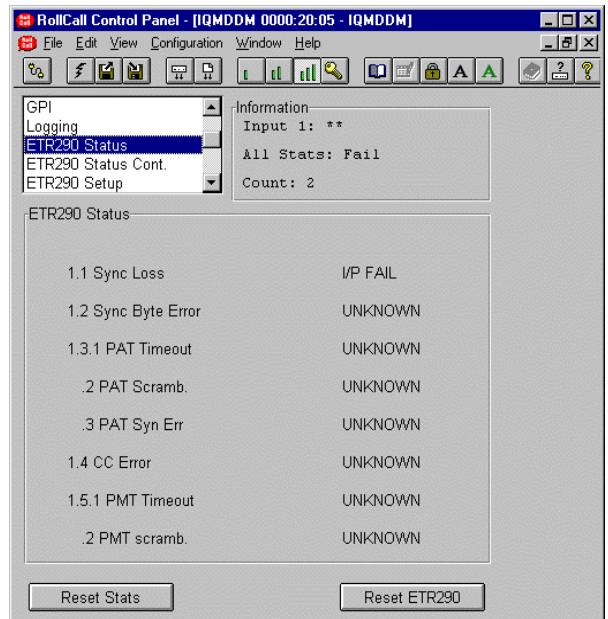 RollCall Control Panel - [IQMDDM 0000:20:05 - IQMDDM]
File Edit View Configuration Window Help
A A
GPI
Logging
ETR290 Status
ETR290 Status Cont.
ETR290 Setup
Information
Input 1: **
All Stats: Fail
Count: 2
ETR290 Status
1.1 Sync Loss I/P FAIL
1.2 Sync Byte Error UNKNOWN
1.3.1 PAT Timeout UNKNOWN
.2 PAT Scramb. UNKNOWN
.3 PAT Syn Err UNKNOWN
1.4 CC Error UNKNOWN
1.5.1 PMT Timeout UNKNOWN
.2 PMT scramb. UNKNOWN
Reset Stats Reset ETR290